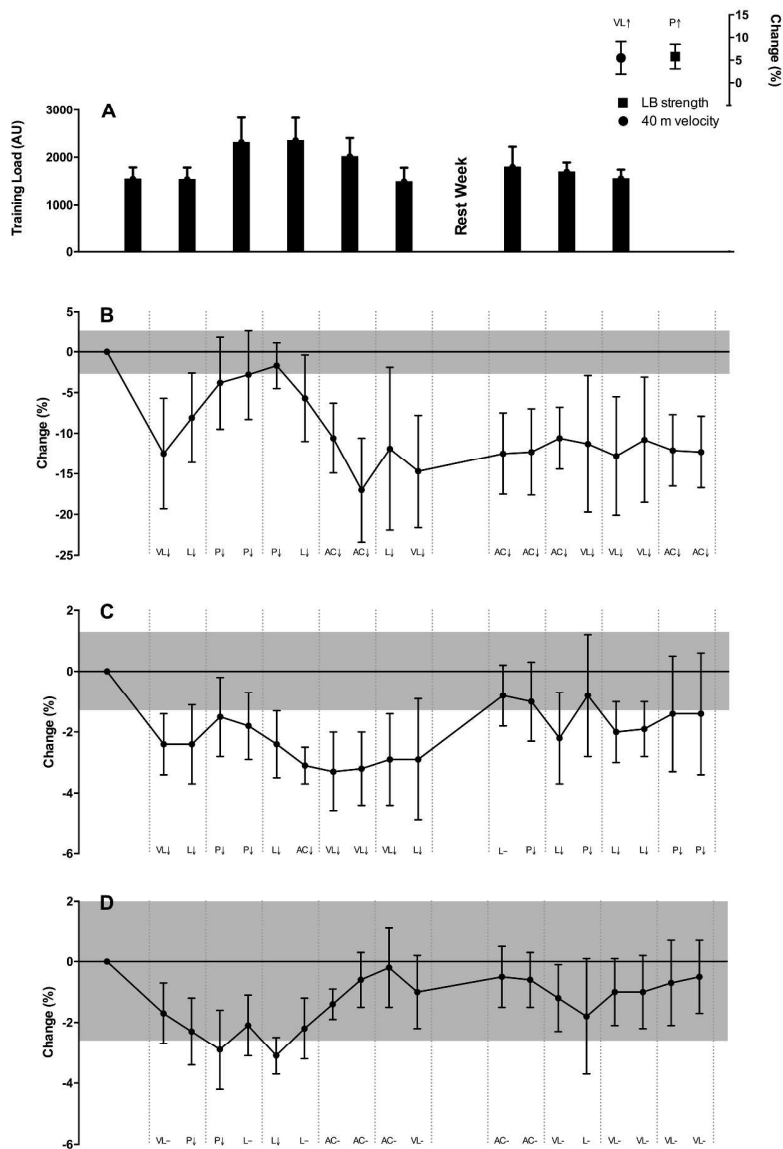 VL↑ P↑
15
10
5
0
Change (%)
LB strength
40 m velocity
A
Training Load (AU)
3000
2000
1000
0
Rest Week
B
Change (%)
5
0
-5
-10
-15
-20
-25
VL↓ L↓ P↓ P↓ P↓ L↓ AC↓ AC↓ L↓ VL↓ AC↓ AC↓ AC↓ VL↓ VL↓ VL↓ AC↓ AC↓
C
Change (%)
2
0
-2
-4
-6
VL↓ L↓ P↓ P↓ L↓ AC↓ VL↓ VL↓ VL↓ L↓ L– P↓ L↓ P↓ L↓ L↓ P↓ P↓
D
Change (%)
2
0
-2
-4
-6
VL– P↓ P↓ L– L↓ L– AC- AC- AC- VL- AC- AC- VL- L- VL- VL- VL- VL-